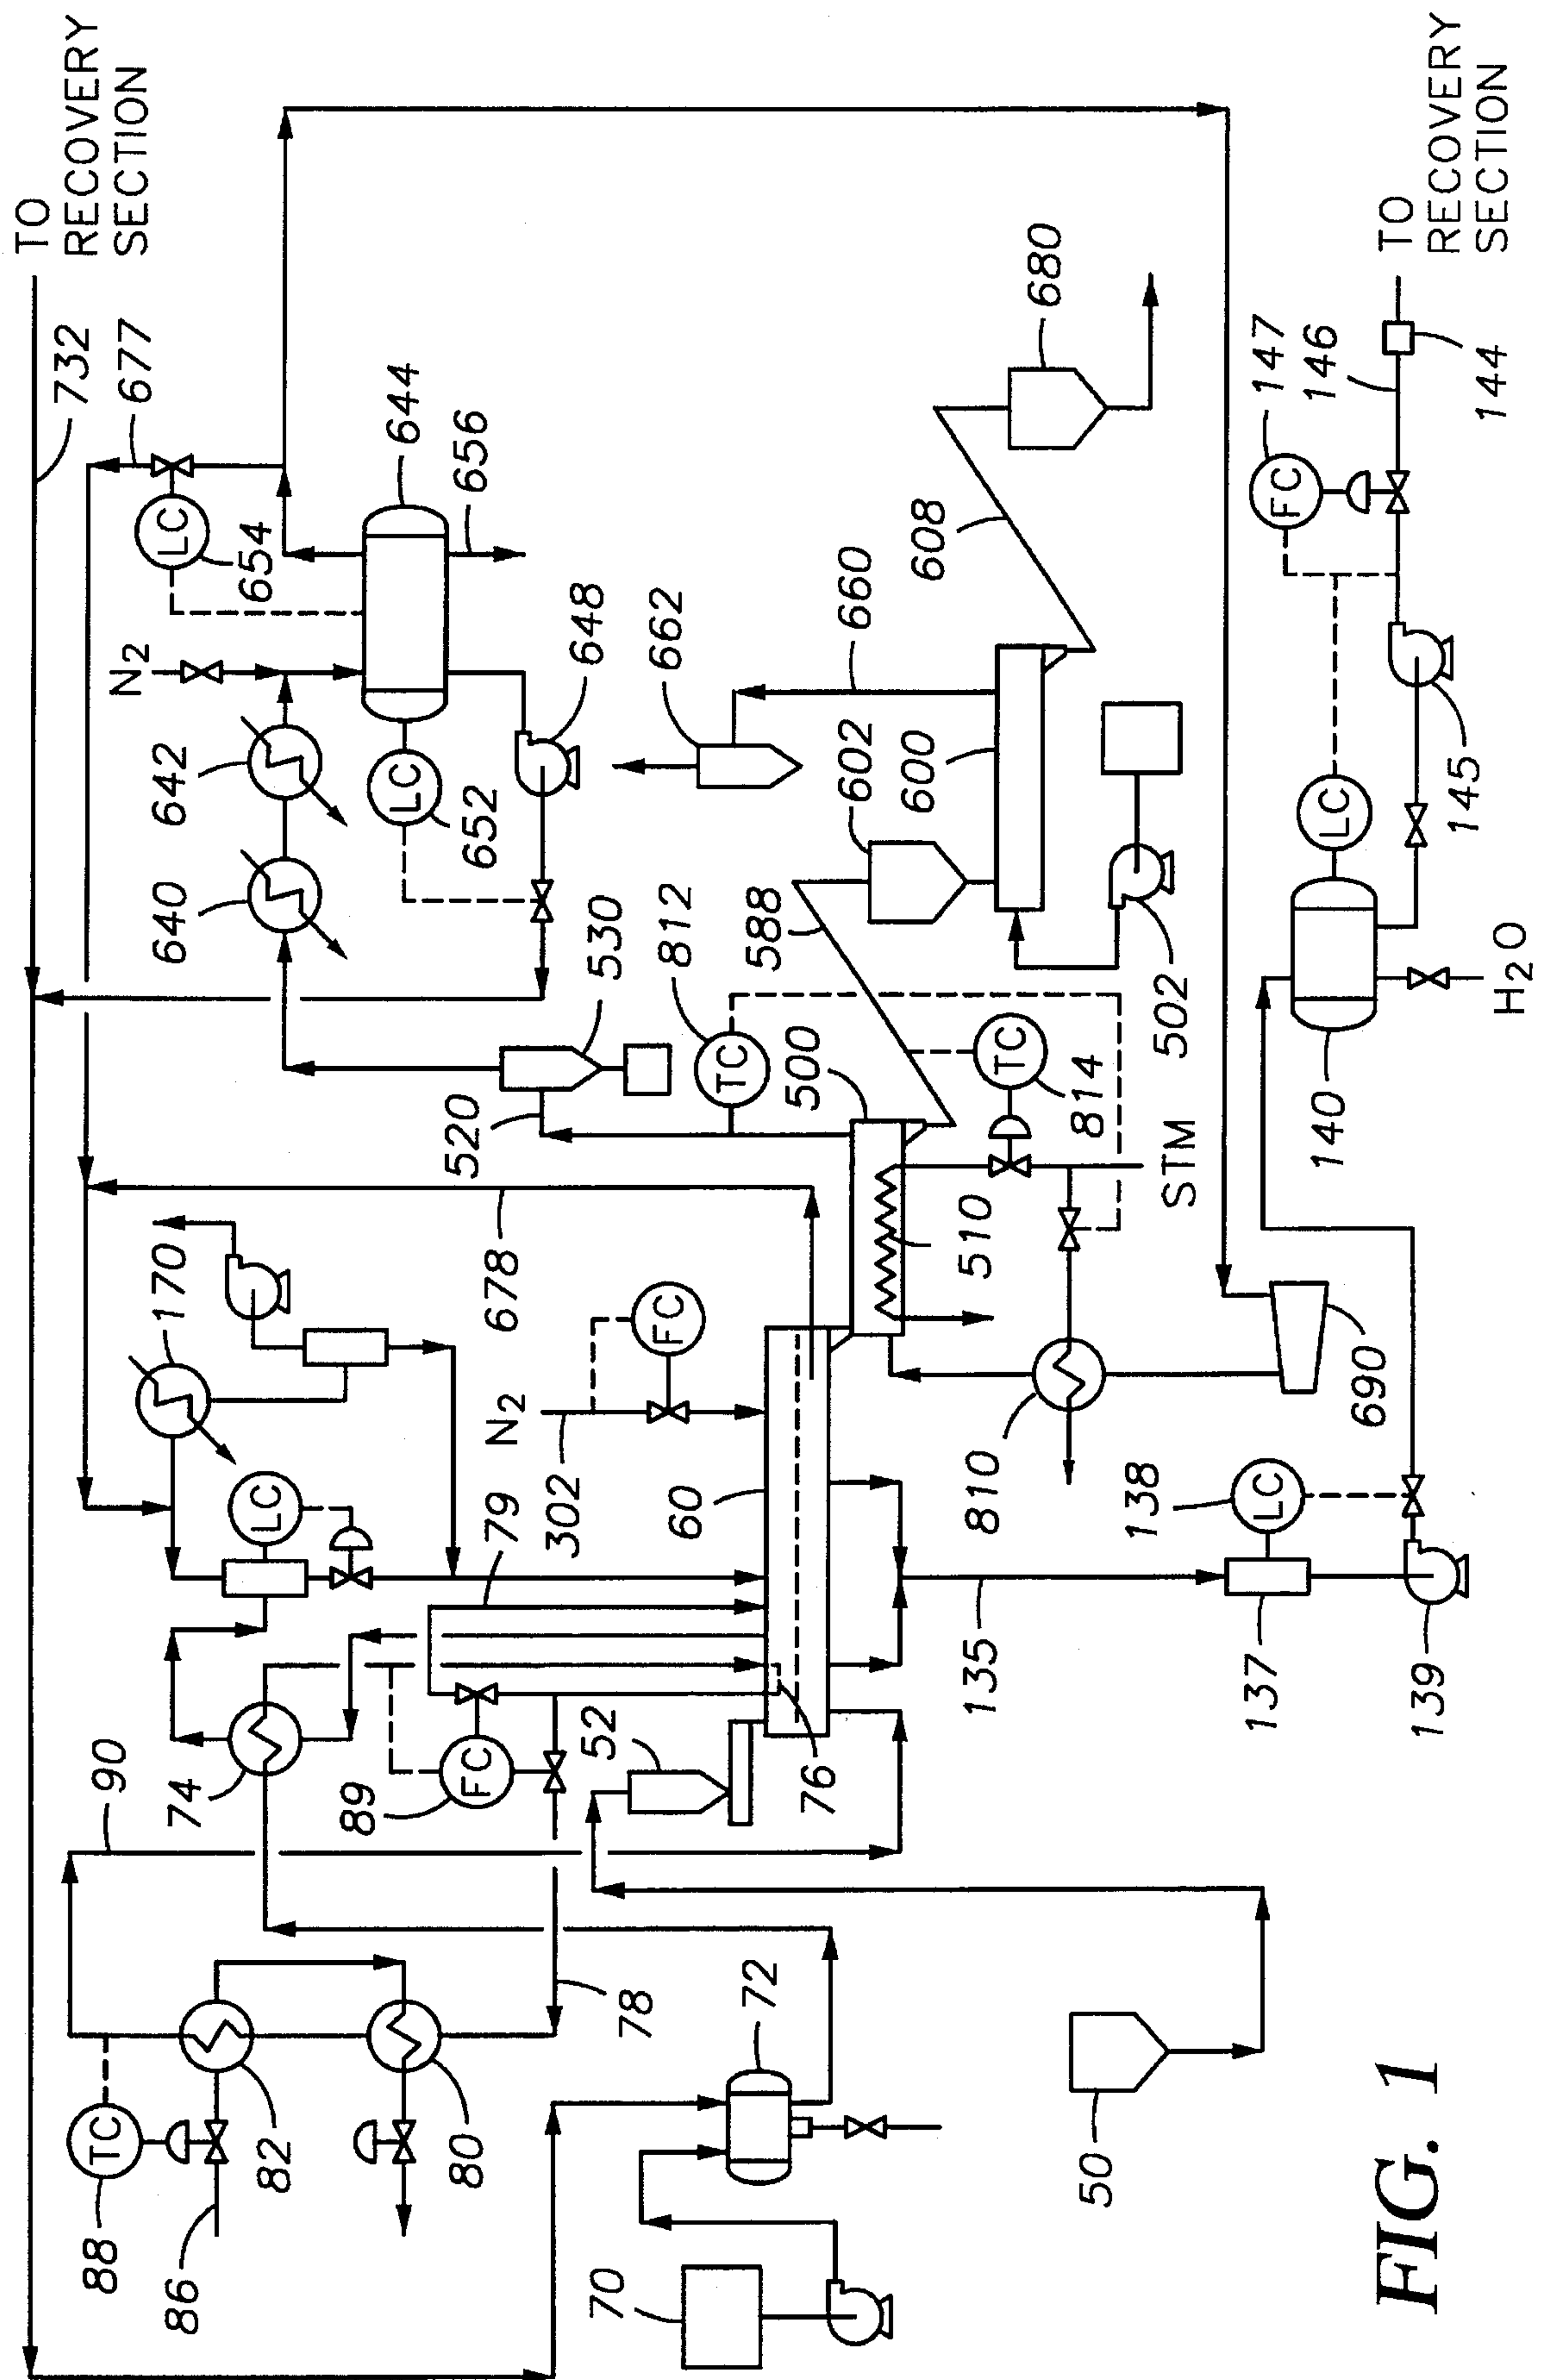 TO
RECOVERY
SECTION
732
677
LC
654
N2
644
656
642
640
LC
652
648
530
812
TC
520
662
660
602
600
588
608
680
502
500
TC
814
510
STM
678
170
N2
FC
302
LC
79
60
74
90
89
FC
52
76
810
690
135
138
LC
137
139
140
H2O
LC
145
FC
147
146
144
TO
RECOVERY
SECTION
88
TC
86
82
80
78
72
70
50
FIG. 1